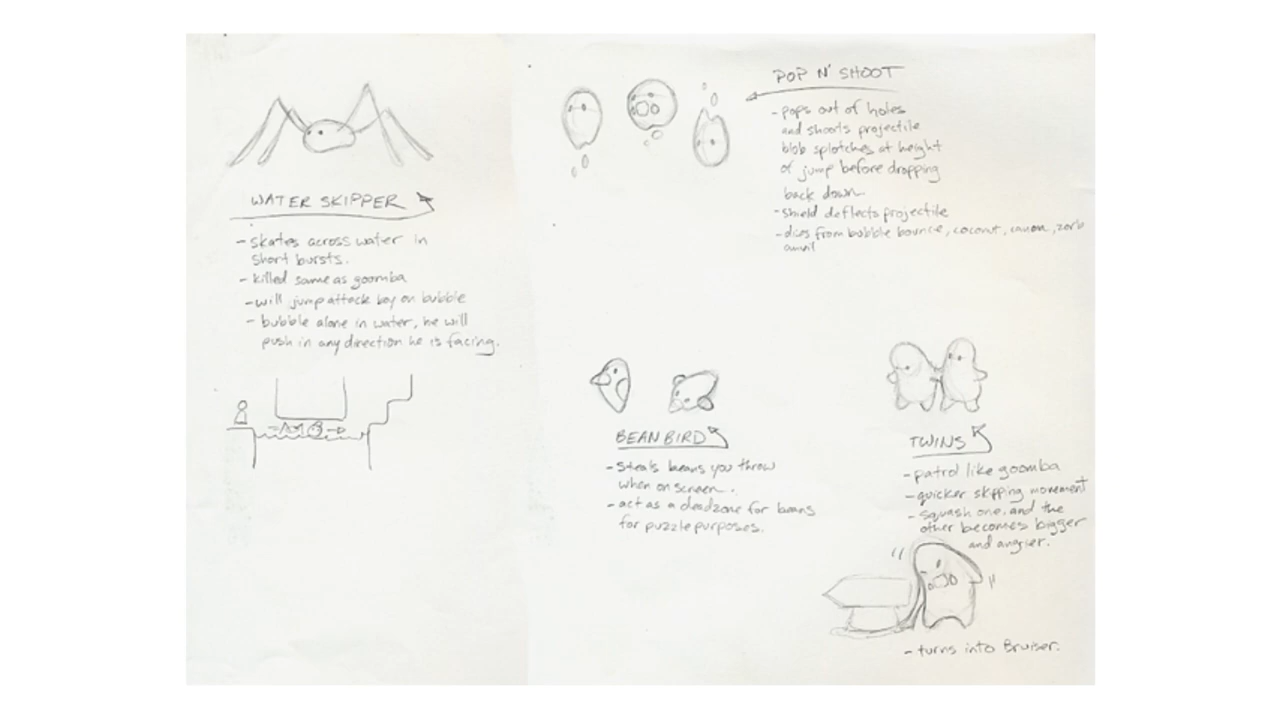 WATER SKIPPER
- skates across water in
short bursts.
- killed same as goomba
- will jump attack boy on bubble
- bubble alone in water, he will
push in any direction he is facing.
POP N' SHOOT
- pops out of holes
and shoots projectile
blob splotches at height
of jump before dropping
back down.
- shield deflects projectile
- dies from bubble bounce, coconut, canon, zorb
anvil
BEAN BIRD
- Steals beans you throw
when on screen.
- act as a deadzone for beans
for puzzle purposes.
TWINS
- patrol like goomba
- quicker skipping movement
- squash one, and the
other becomes bigger
and angrier.
- turns into Bruiser.